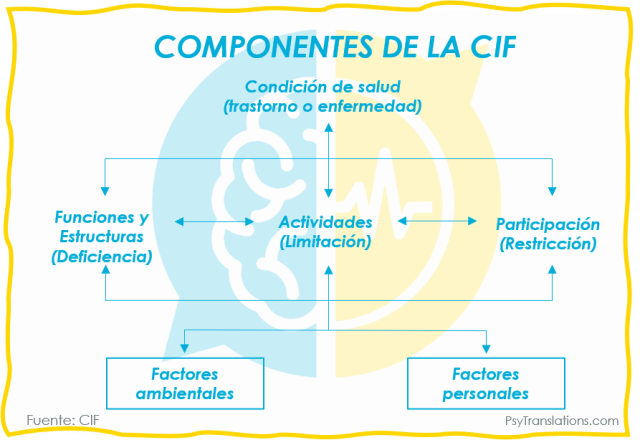 COMPONENTES DE LA CIF
Condición de salud
(trastorno o enfermedad)
Funciones y
Estructuras
(Deficiencia)
Actividades
(Limitación)
Participación
(Restricción)
Factores
ambientales
Factores
personales
Fuente: CIF
PsyTranslations.com